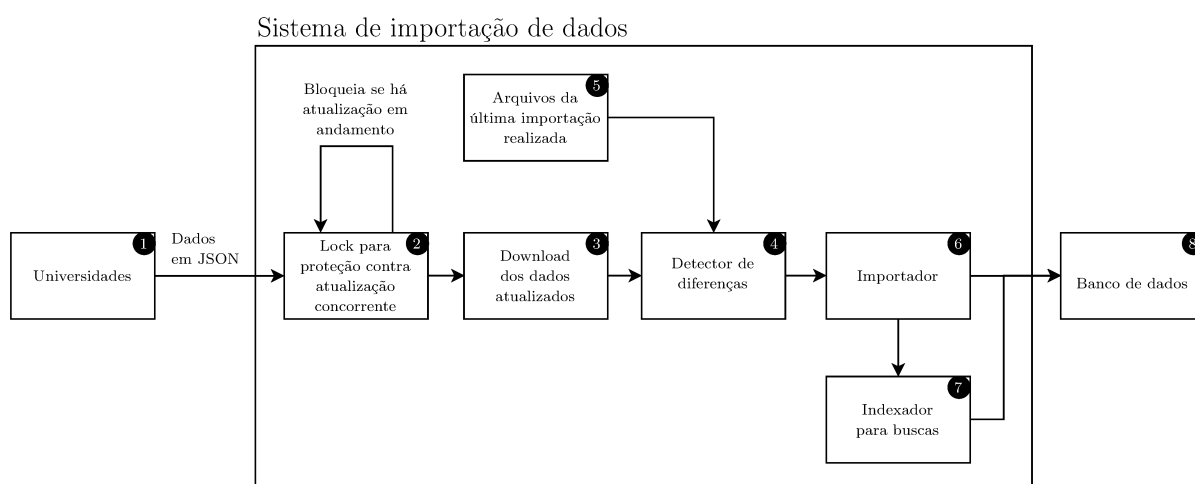 Sistema de importação de dados
Bloqueia se há
atualização em
andamento
5
Arquivos da
última importação
realizada
1
Universidades
Dados
em JSON
2
Lock para
proteção contra
atualização
concorrente
3
Download
dos dados
atualizados
4
Detector de
diferenças
6
Importador
8
Banco de dados
7
Indexador
para buscas